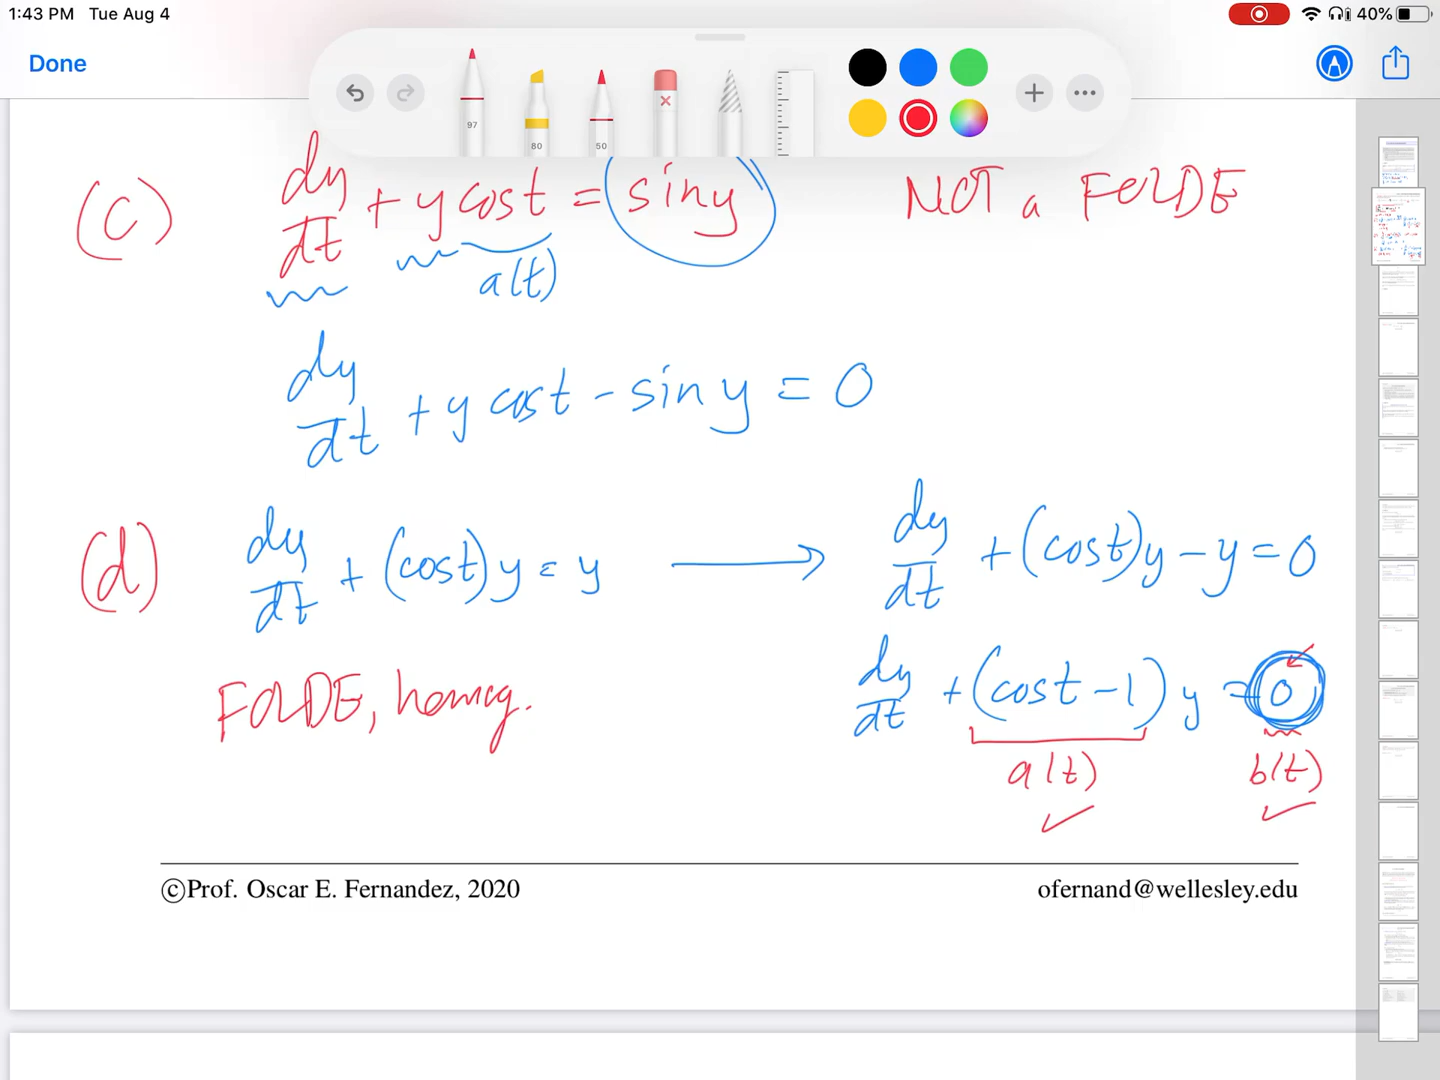 1:43 PM Tue Aug 4
40%
Done
97
80
50
(c) dy/dt + y cost = siny NOT a FOLDE
a(t)
dy/dt + y cost - siny = 0
(d) dy/dt + (cost)y = y → dy/dt + (cost)y - y = 0
dy/dt + (cost - 1)y = 0
FOLDE, homog.
a(t) b(t)
✓ ✓
©Prof. Oscar E. Fernandez, 2020
ofernand@wellesley.edu